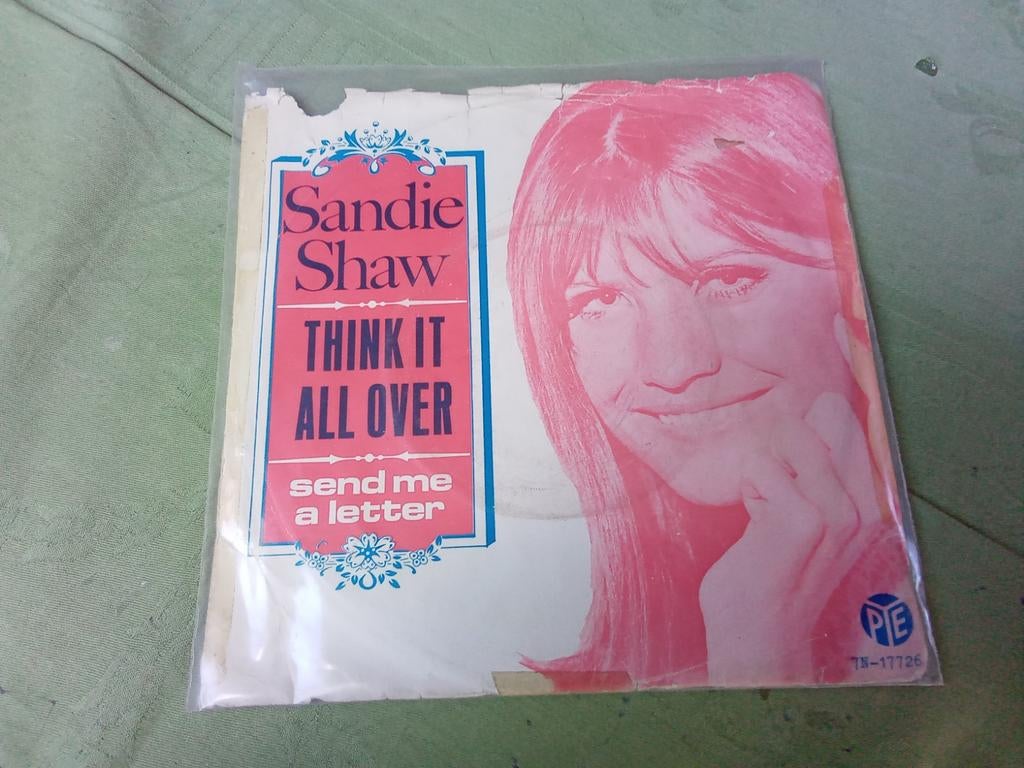 Sandie
Shaw
THINK IT
ALL OVER
send me
a letter
PYE
7N-17726